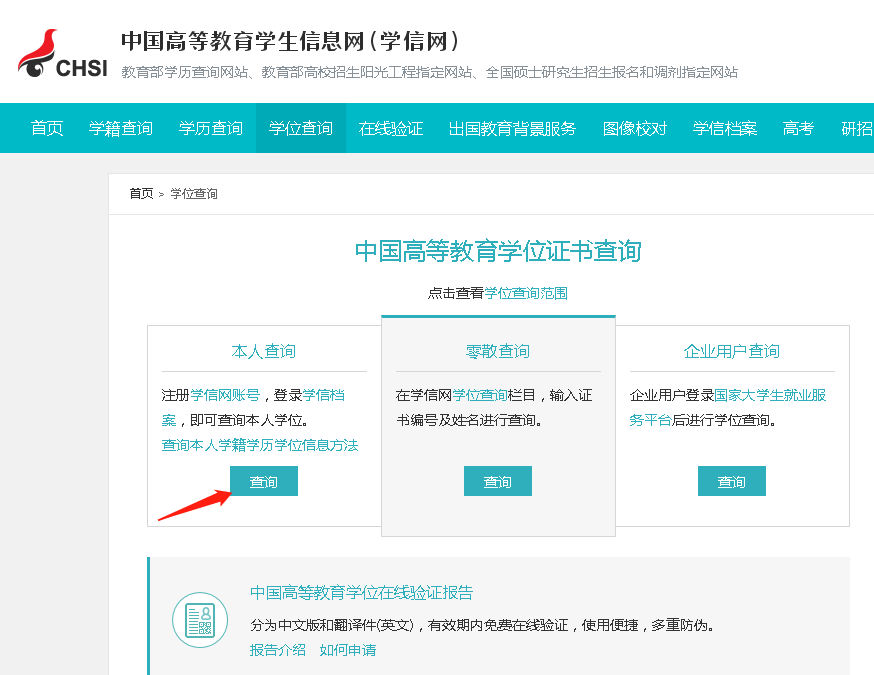 中国高等教育学生信息网(学信网)
CHSI
教育部学历查询网站、教育部高校招生阳光工程指定网站、全国硕士研究生招生报名和调剂指定网站
首页 学籍查询 学历查询 学位查询 在线验证 出国教育背景服务 图像校对 学信档案 高考 研招
首页 > 学位查询
中国高等教育学位证书查询
点击查看学位查询范围
本人查询
注册学信网账号，登录学信档
案，即可查询本人学位。
查询本人学籍学历学位信息方法
查询
零散查询
在学信网学位查询栏目，输入证
书编号及姓名进行查询。
查询
企业用户查询
企业用户登录国家大学生就业服
务平台后进行学位查询。
查询
中国高等教育学位在线验证报告
分为中文版和翻译件(英文)，有效期内免费在线验证，使用便捷，多重防伪。
报告介绍 如何申请